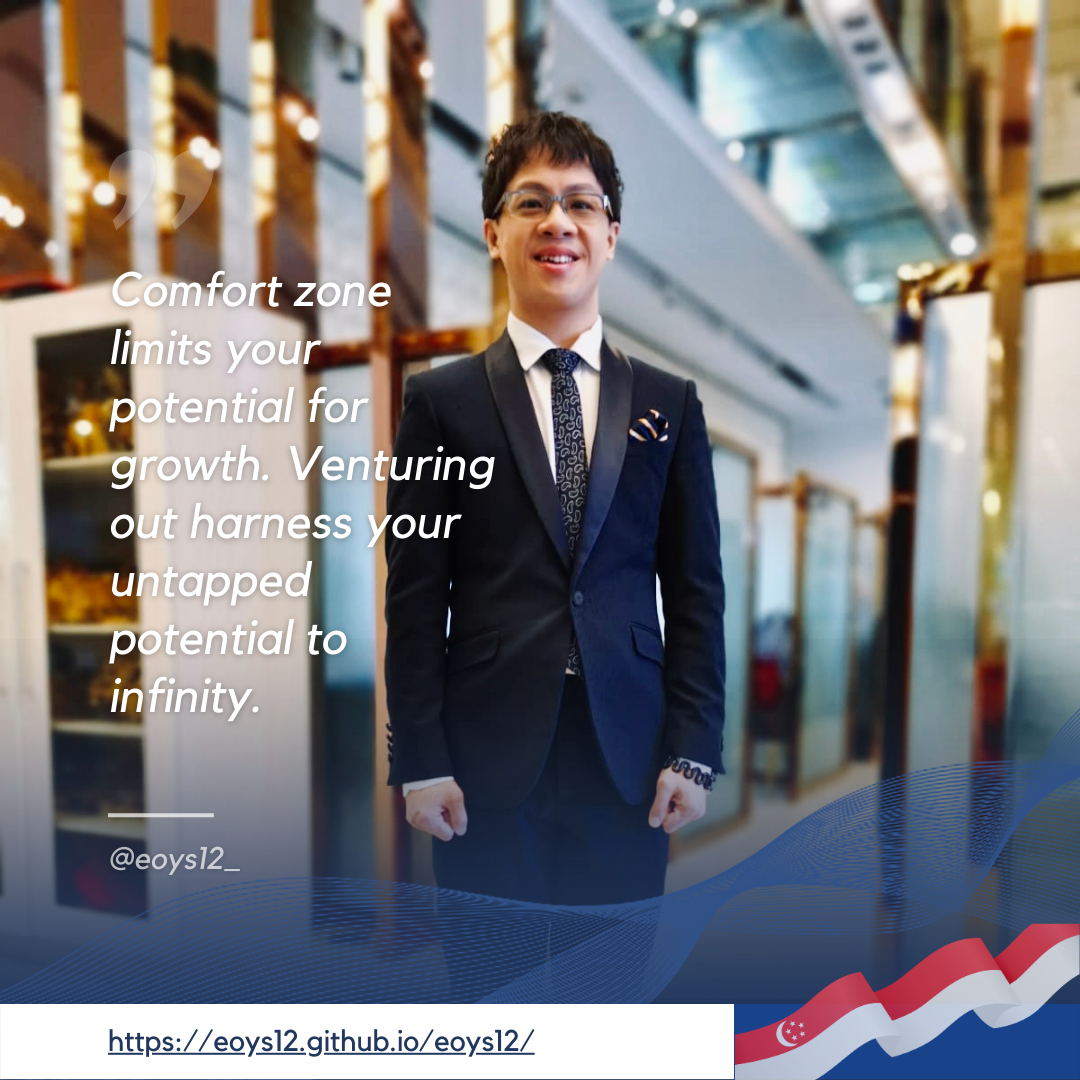 Comfort zone
limits your
potential for
growth. Venturing
out harness your
untapped
potential to
infinity.
@eoys12_
https://eoys12.github.io/eoys12/